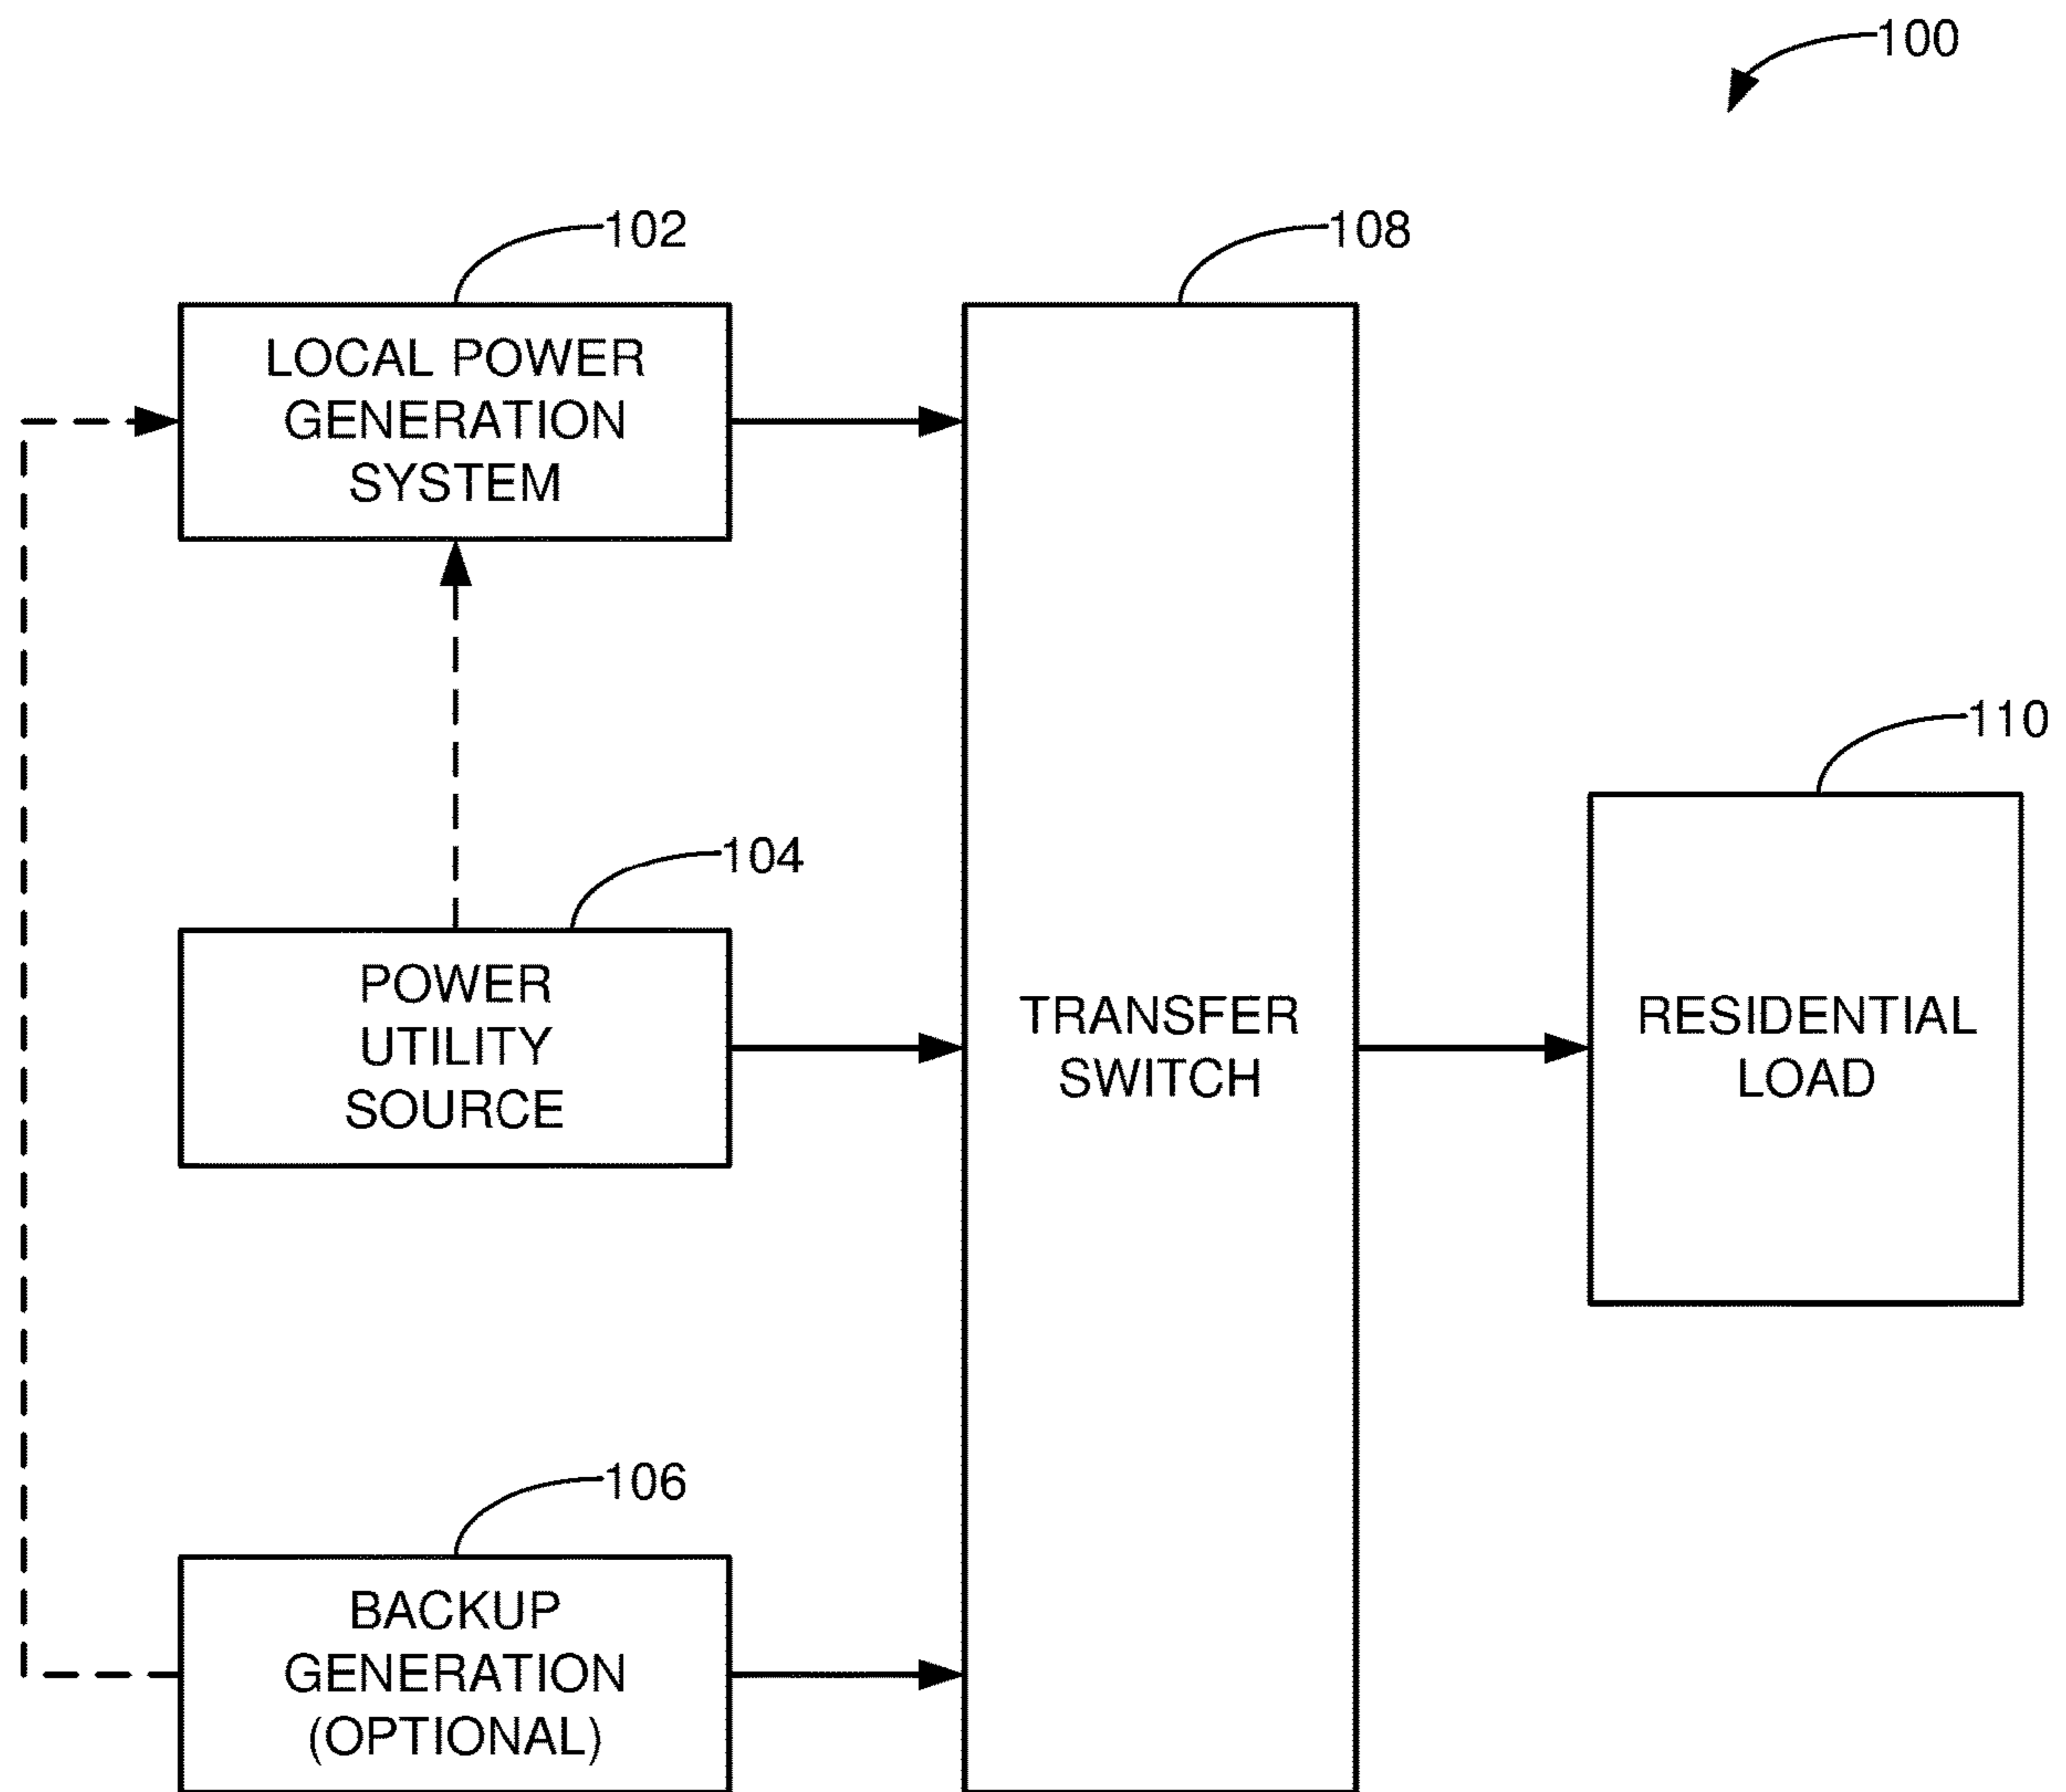 100
102
108
LOCAL POWER
GENERATION
SYSTEM
110
104
POWER
UTILITY
SOURCE
TRANSFER
SWITCH
RESIDENTIAL
LOAD
106
BACKUP
GENERATION
(OPTIONAL)